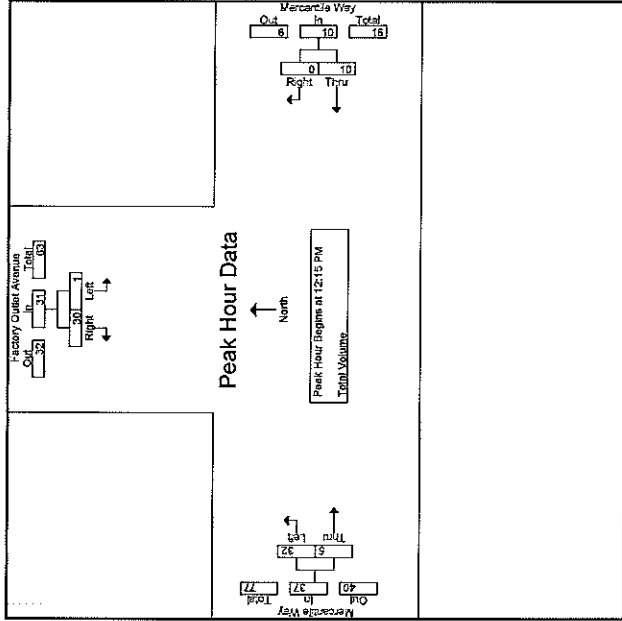 Factory Outlet Avenue
Out In Total
32 31 63
30 1
Right Left
Mercantile Way
Out In Total
6 10 16
0 10
Right Thru
Peak Hour Data
North
Peak Hour Begins at 12:15 PM
Total Volume
Left Thru
32 5
Total In Out
77 37 40
Mercantile Way